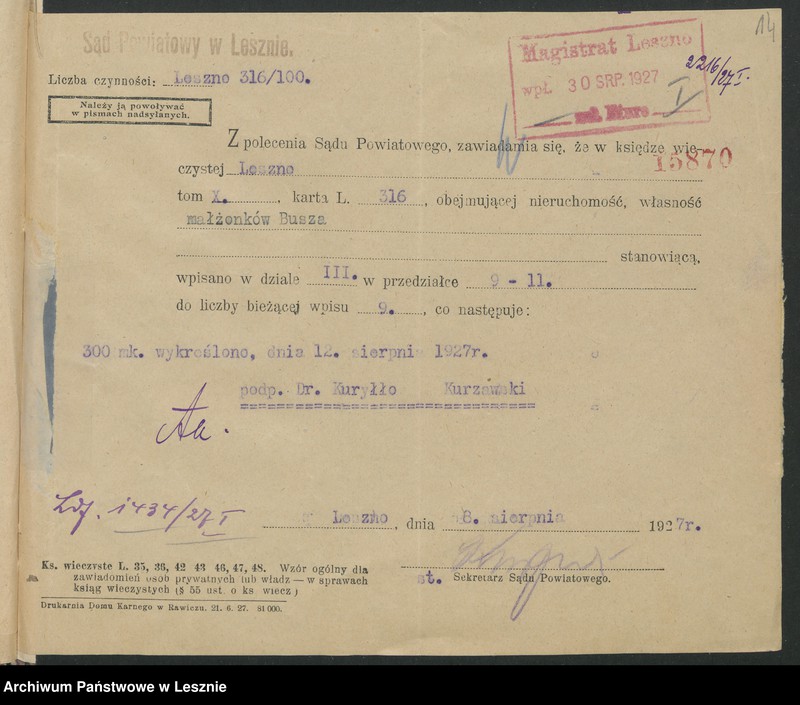 14
Sąd Powiatowy w Lesznie.
Magistrat Leszno
wpł. 30 SRP. 1927
2216/27 I.
I
Liczba czynności: Leszno 316/100.
Należy ją powoływać
w pismach nadsyłanych.
Z polecenia Sądu Powiatowego, zawiadamia się, że w księdze wie-
15870
czystej Leszno
tom X. , karta L. 316 , obejmującej nieruchomość, własność
małżonków Busza
stanowiącą,
wpisano w dziale III. w przedziałce 9 - 11.
do liczby bieżącej wpisu 9. , co następuje:
300 mk. wykreślono, dnia 12. sierpnia 1927r.
podp. Dr. Kuryłło Kurzawski
Aa.
Ldz. 1434/27 I
Leszno , dnia 18. sierpnia 1927r.
st. Sekretarz Sądu Powiatowego.
Ks. wieczyste L. 35, 36, 42 43 46, 47, 48. Wzór ogólny dla
zawiadomień osób prywatnych lub władz — w sprawach
ksiąg wieczystych (§ 55 ust. o ks. wiecz.)
Drukarnia Domu Karnego w Rawiczu. 21. 6. 27. 81 000.
Archiwum Państwowe w Lesznie